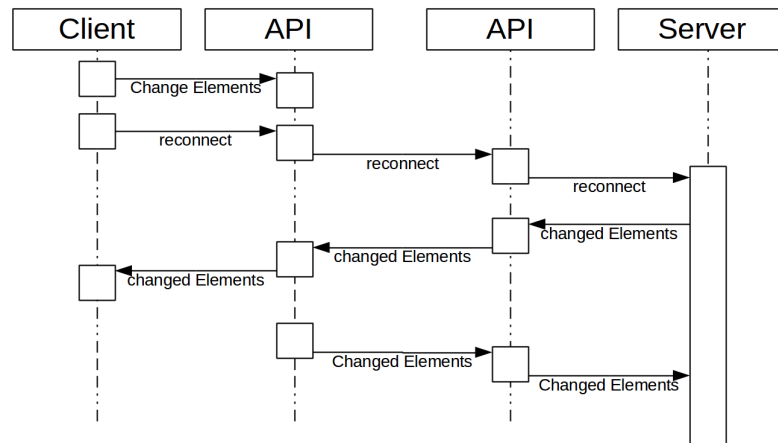 Client
API
API
Server
Change Elements
reconnect
reconnect
reconnect
changed Elements
changed Elements
changed Elements
Changed Elements
Changed Elements